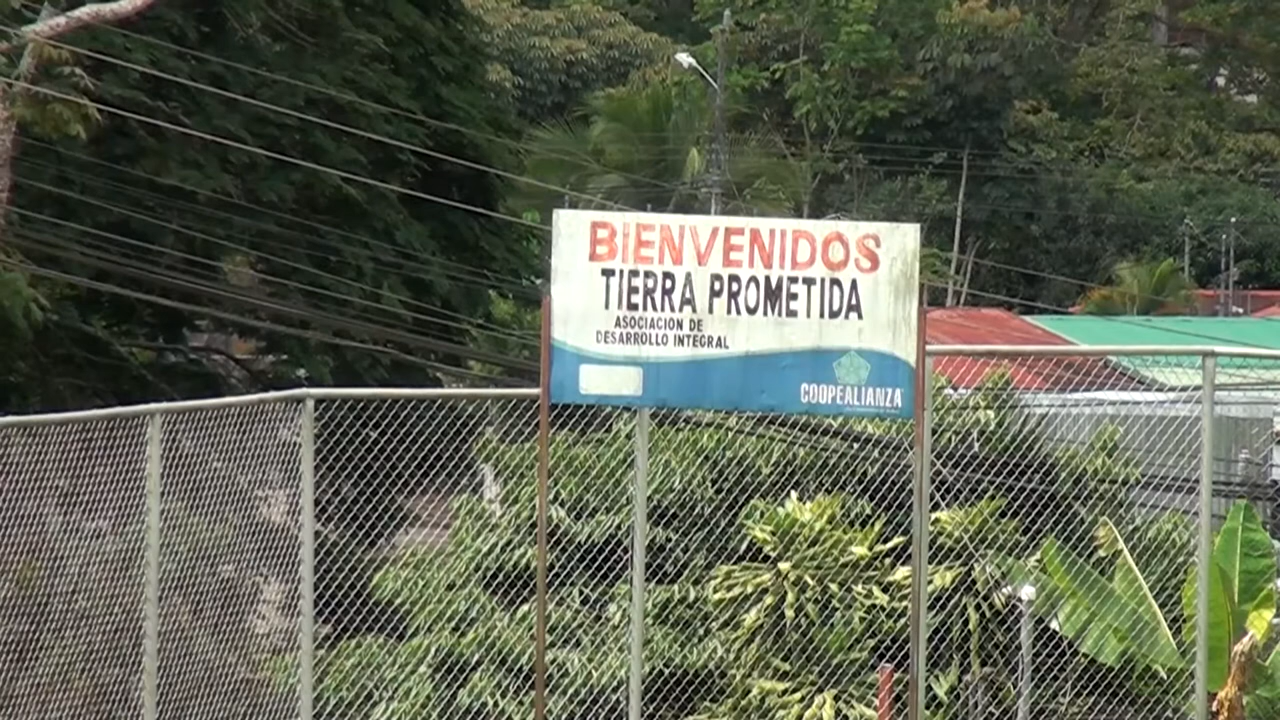 BIENVENIDOS
TIERRA PROMETIDA
ASOCIACION DE
DESARROLLO INTEGRAL
COOPEALIANZA